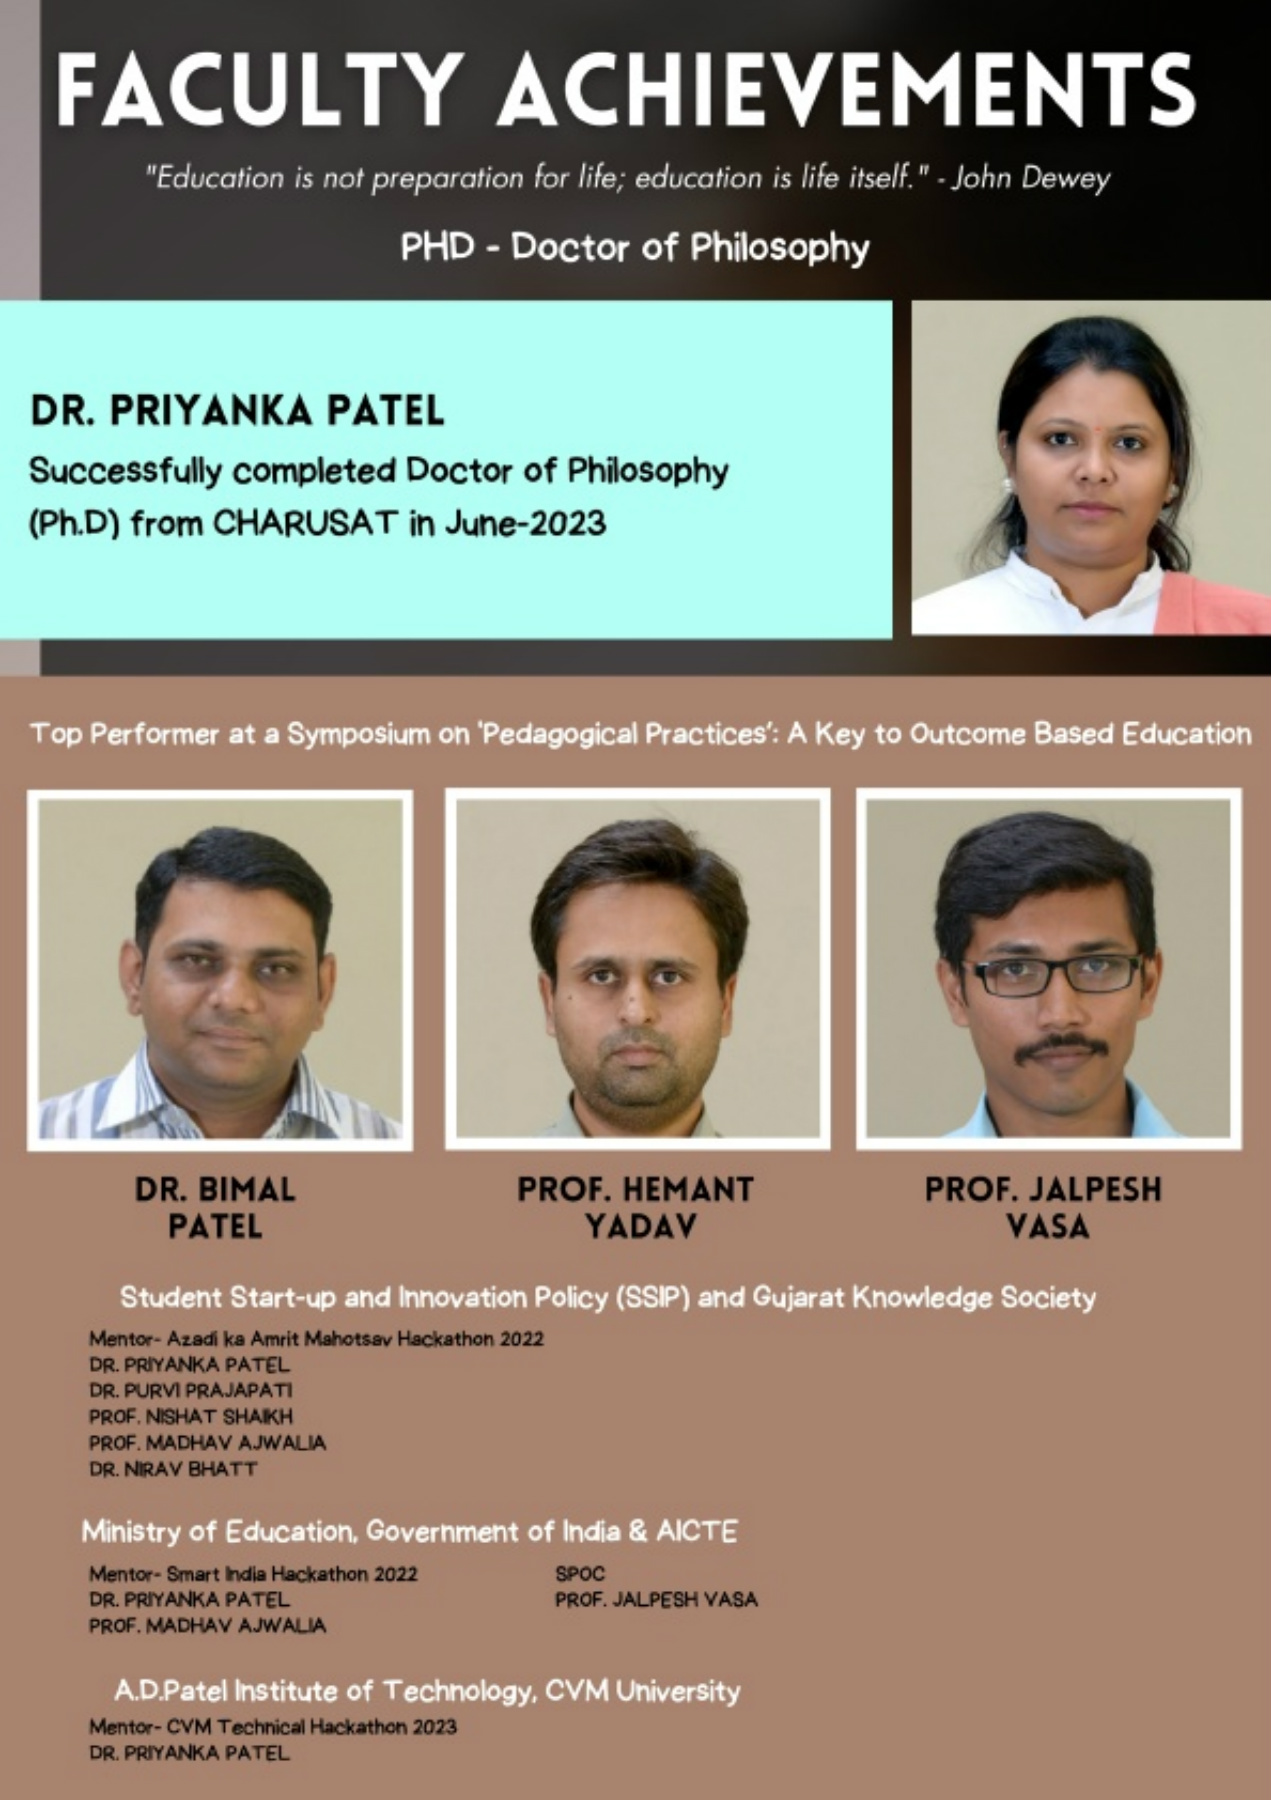 FACULTY ACHIEVEMENTS
"Education is not preparation for life; education is life itself." - John Dewey
PHD - Doctor of Philosophy
DR. PRIYANKA PATEL
Successfully completed Doctor of Philosophy
(Ph.D) from CHARUSAT in June-2023
Top Performer at a Symposium on 'Pedagogical Practices': A Key to Outcome Based Education
DR. BIMAL
PATEL
PROF. HEMANT
YADAV
PROF. JALPESH
VASA
Student Start-up and Innovation Policy (SSIP) and Gujarat Knowledge Society
Mentor- Azadi ka Amrit Mahotsav Hackathon 2022
DR. PRIYANKA PATEL
DR. PURVI PRAJAPATI
PROF. NISHAT SHAIKH
PROF. MADHAV AJWALIA
DR. NIRAV BHATT
Ministry of Education, Government of India & AICTE
Mentor- Smart India Hackathon 2022
DR. PRIYANKA PATEL
PROF. MADHAV AJWALIA
SPOC
PROF. JALPESH VASA
A.D.Patel Institute of Technology, CVM University
Mentor- CVM Technical Hackathon 2023
DR. PRIYANKA PATEL